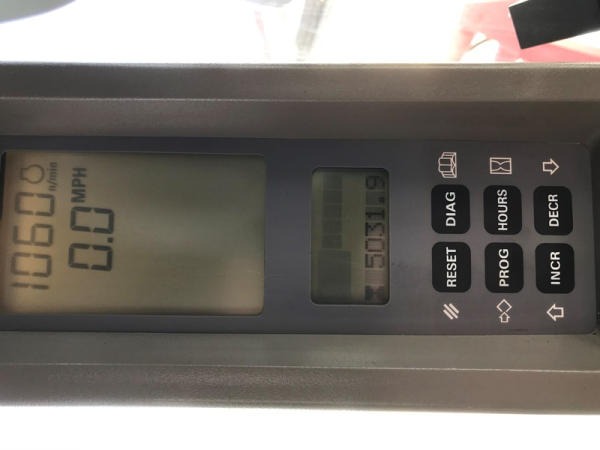 1060 n/min
0.0 MPH
5031.9
DIAG HOURS DECR
RESET PROG INCR